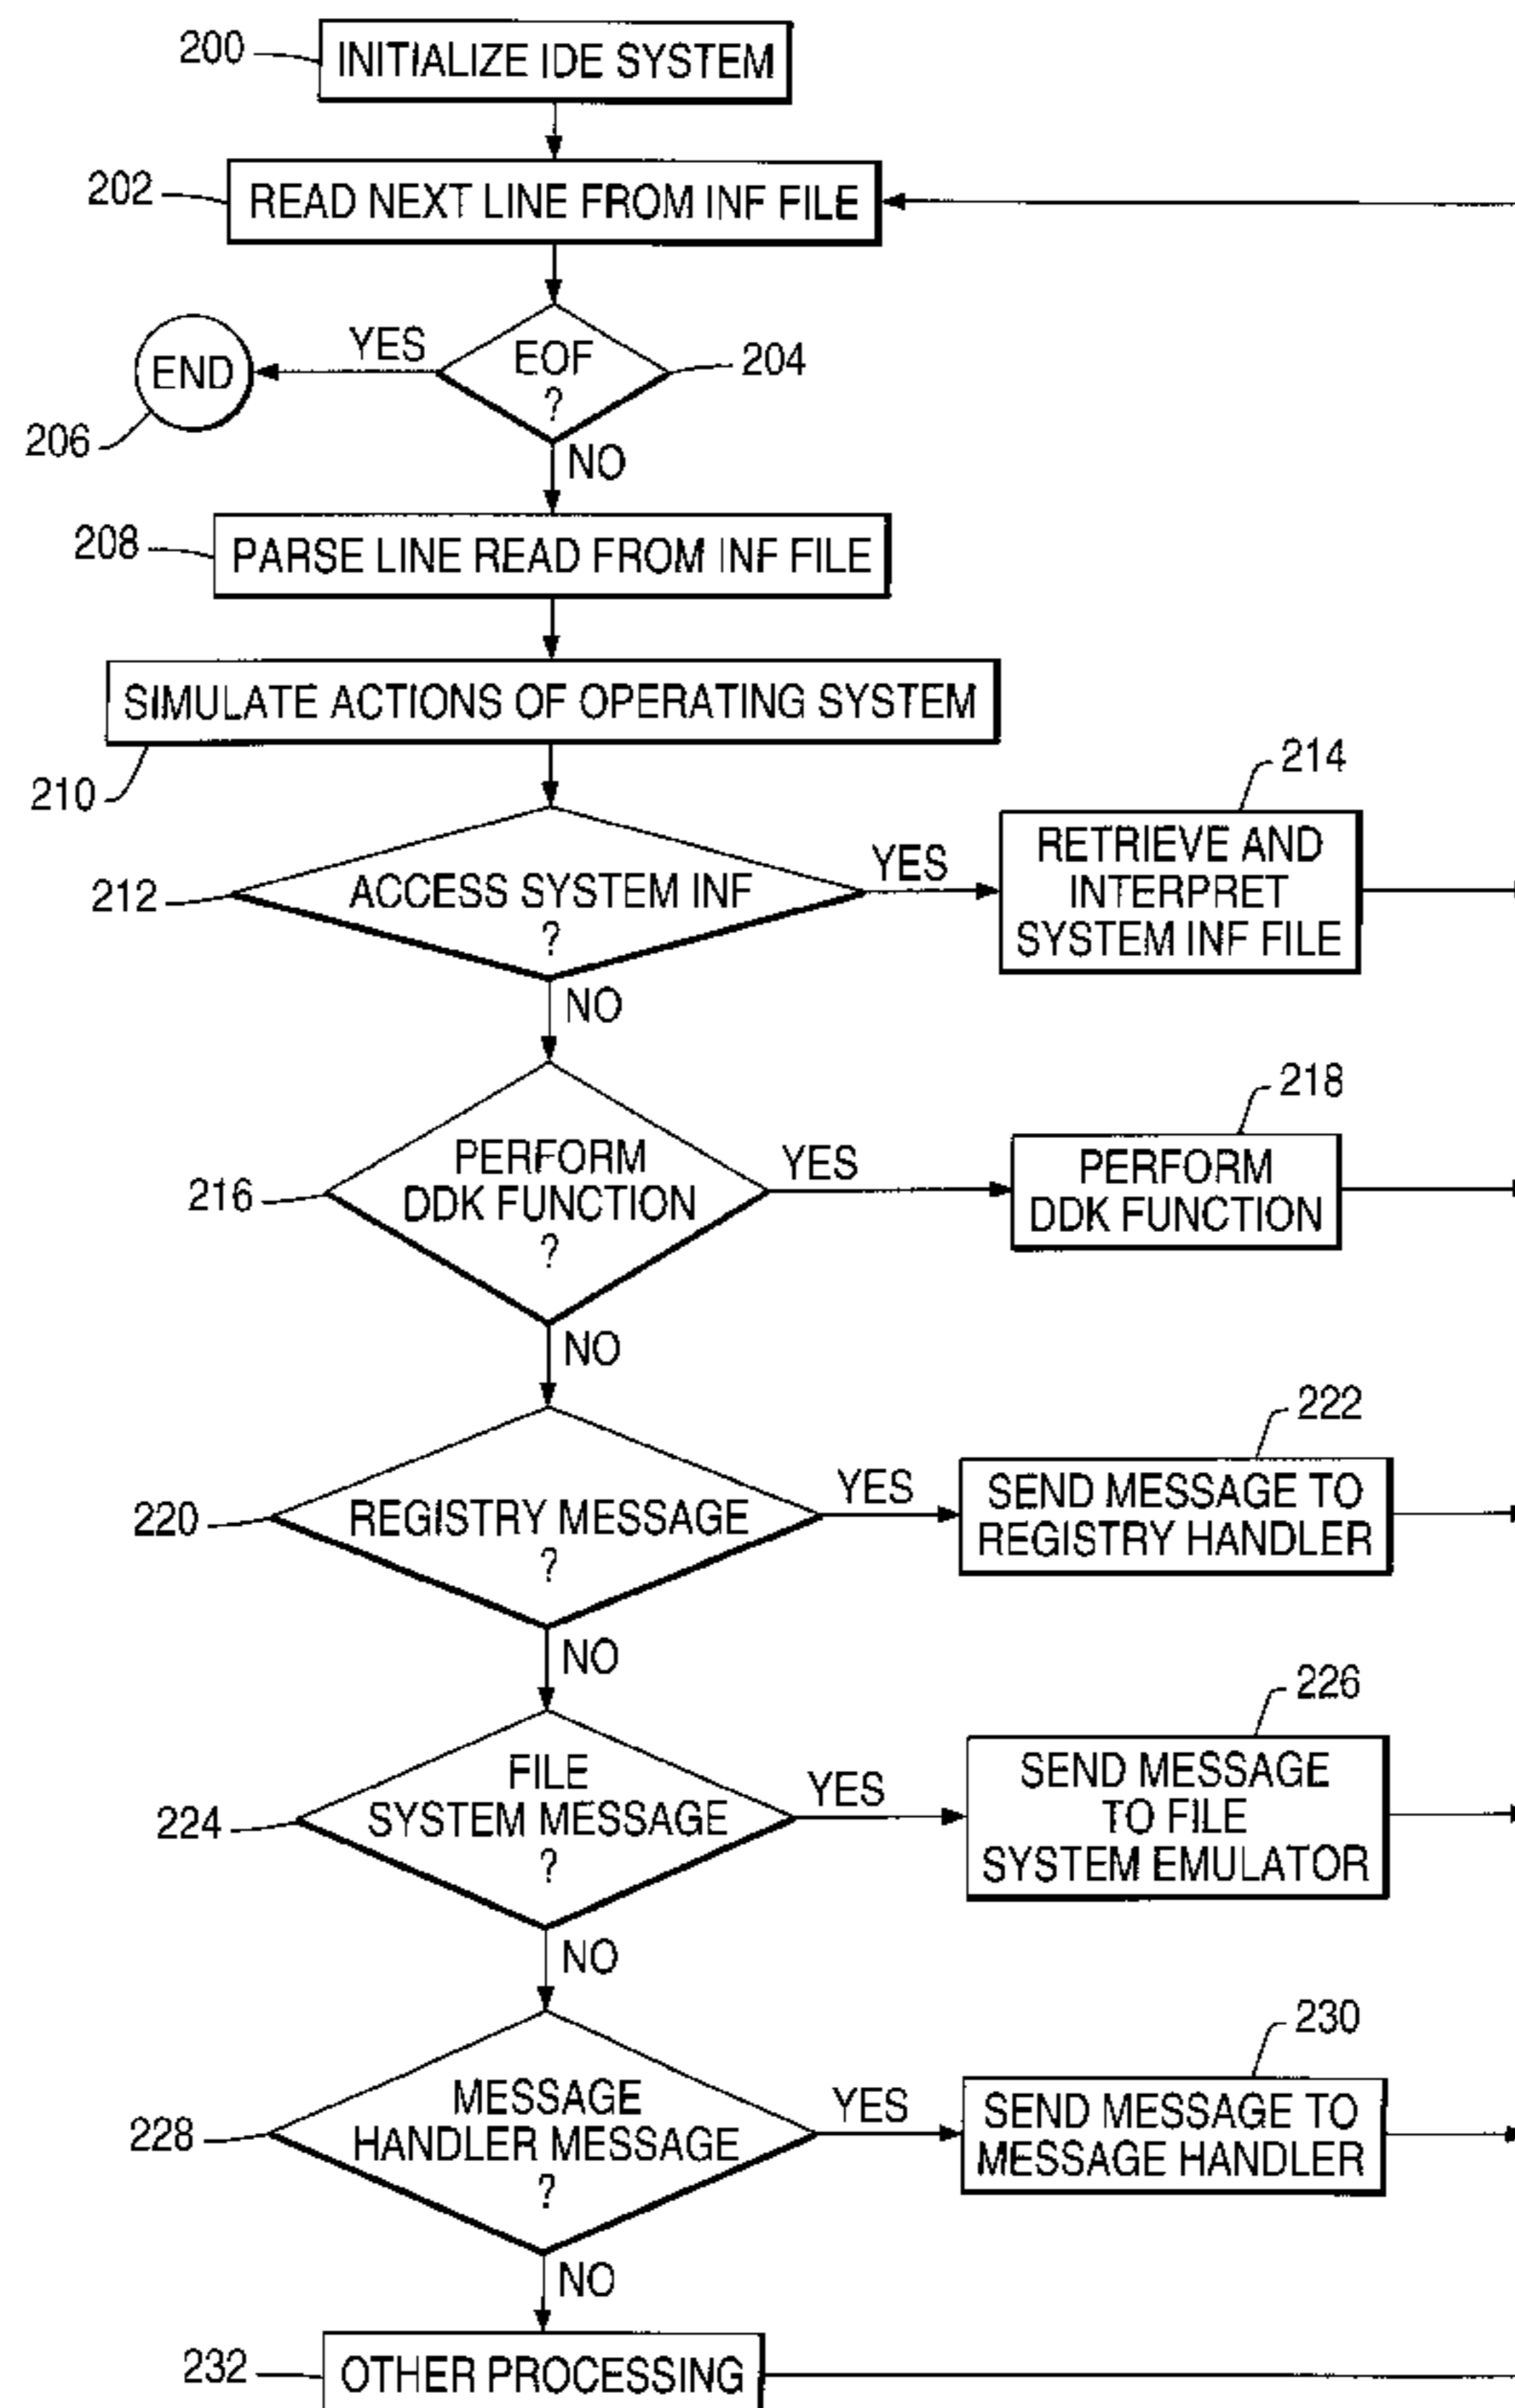 200
INITIALIZE IDE SYSTEM
202
READ NEXT LINE FROM INF FILE
YES
EOF
?
204
END
206
NO
208
PARSE LINE READ FROM INF FILE
SIMULATE ACTIONS OF OPERATING SYSTEM
210
214
212
ACCESS SYSTEM INF
?
YES
RETRIEVE AND
INTERPRET
SYSTEM INF FILE
NO
218
216
PERFORM
DDK FUNCTION
?
YES
PERFORM
DDK FUNCTION
NO
222
220
REGISTRY MESSAGE
?
YES
SEND MESSAGE TO
REGISTRY HANDLER
NO
226
224
FILE
SYSTEM MESSAGE
?
YES
SEND MESSAGE
TO FILE
SYSTEM EMULATOR
NO
230
228
MESSAGE
HANDLER MESSAGE
?
YES
SEND MESSAGE TO
MESSAGE HANDLER
NO
232
OTHER PROCESSING